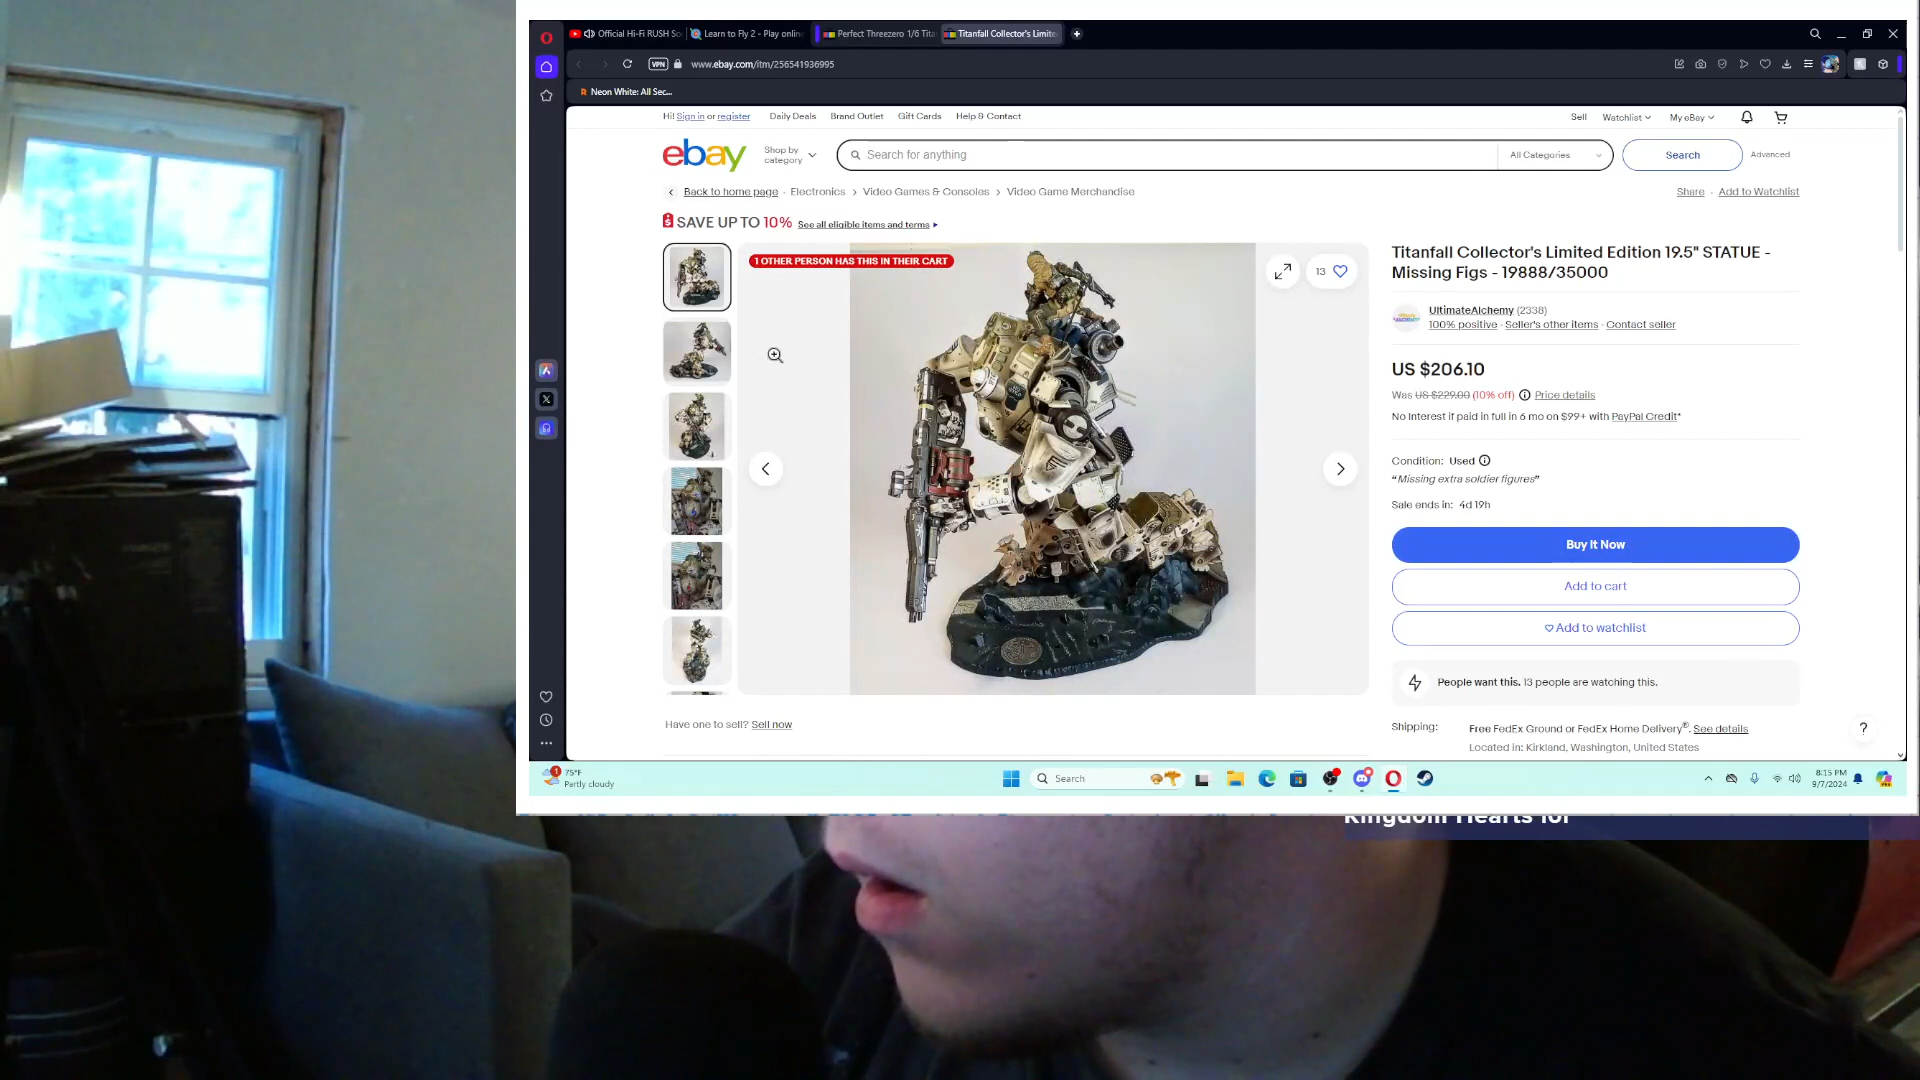 Official Hi-Fi RUSH So
Learn to Fly 2 - Play onlin
Perfect Threezero 1/6 Tita
Titanfall Collector's Limite
VPN
www.ebay.com/itm/256541936995
Neon White: All Sec...
Hi! Sign in or register
Daily Deals
Brand Outlet
Gift Cards
Help & Contact
Sell
Watchlist
My eBay
ebay
Shop by category
Search for anything
All Categories
Search
Advanced
Back to home page
Electronics
Video Games & Consoles
Video Game Merchandise
Share
Add to Watchlist
SAVE UP TO 10% See all eligible items and terms
1 OTHER PERSON HAS THIS IN THEIR CART
13
Titanfall Collector's Limited Edition 19.5" STATUE -
Missing Figs - 19888/35000
UltimateAlchemy (2338)
100% positive · Seller's other items · Contact seller
US $206.10
Was US $229.00 (10% off) Price details
No Interest if paid in full in 6 mo on $99+ with PayPal Credit*
Condition: Used
“Missing extra soldier figures”
Sale ends in: 4d 19h
Buy It Now
Add to cart
Add to watchlist
People want this. 13 people are watching this.
Shipping: Free FedEx Ground or FedEx Home Delivery®. See details
Located in: Kirkland, Washington, United States
Have one to sell? Sell now
1
75°F
Partly cloudy
Search
8:15 PM
9/7/2024
Kingdom Hearts for